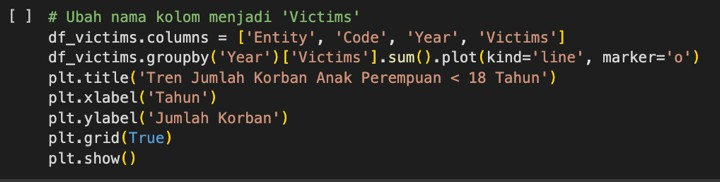 [ ] # Ubah nama kolom menjadi 'Victims'
df_victims.columns = ['Entity', 'Code', 'Year', 'Victims']
df_victims.groupby('Year')['Victims'].sum().plot(kind='line', marker='o')
plt.title('Tren Jumlah Korban Anak Perempuan < 18 Tahun')
plt.xlabel('Tahun')
plt.ylabel('Jumlah Korban')
plt.grid(True)
plt.show()